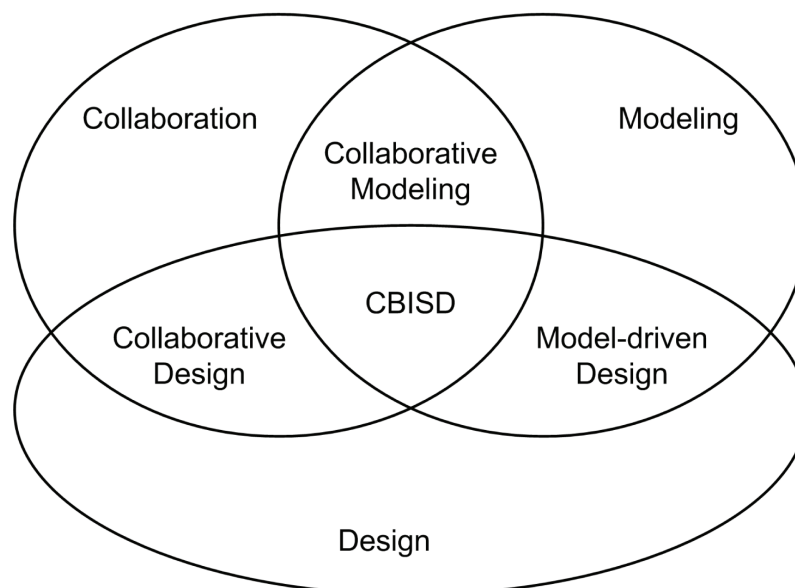 Collaboration
Modeling
Collaborative
Modeling
CBISD
Collaborative
Design
Model-driven
Design
Design